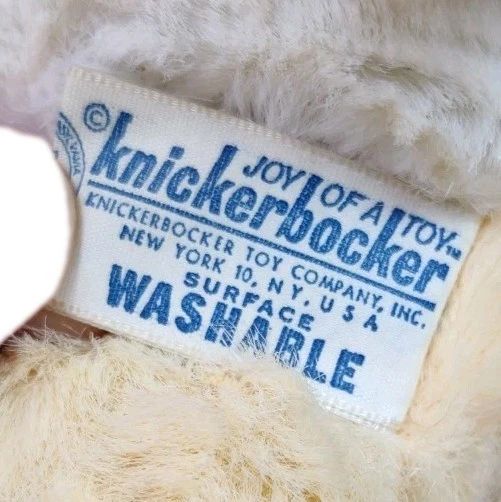 © JOY OF A TOY™
knickerbocker
KNICKERBOCKER TOY COMPANY, INC.
NEW YORK 10, N.Y. U S A
SURFACE
WASHABLE